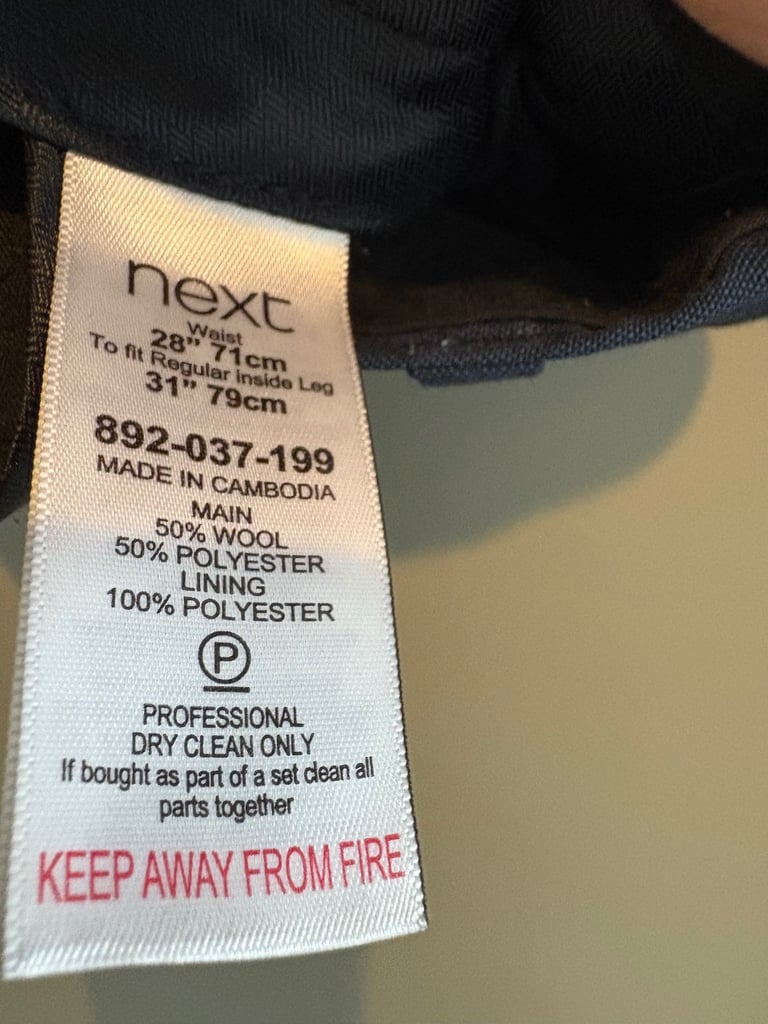 next
Waist
28” 71cm
To fit Regular Inside Leg
31” 79cm
892-037-199
MADE IN CAMBODIA
MAIN
50% WOOL
50% POLYESTER
LINING
100% POLYESTER
P
PROFESSIONAL
DRY CLEAN ONLY
If bought as part of a set clean all
parts together
KEEP AWAY FROM FIRE